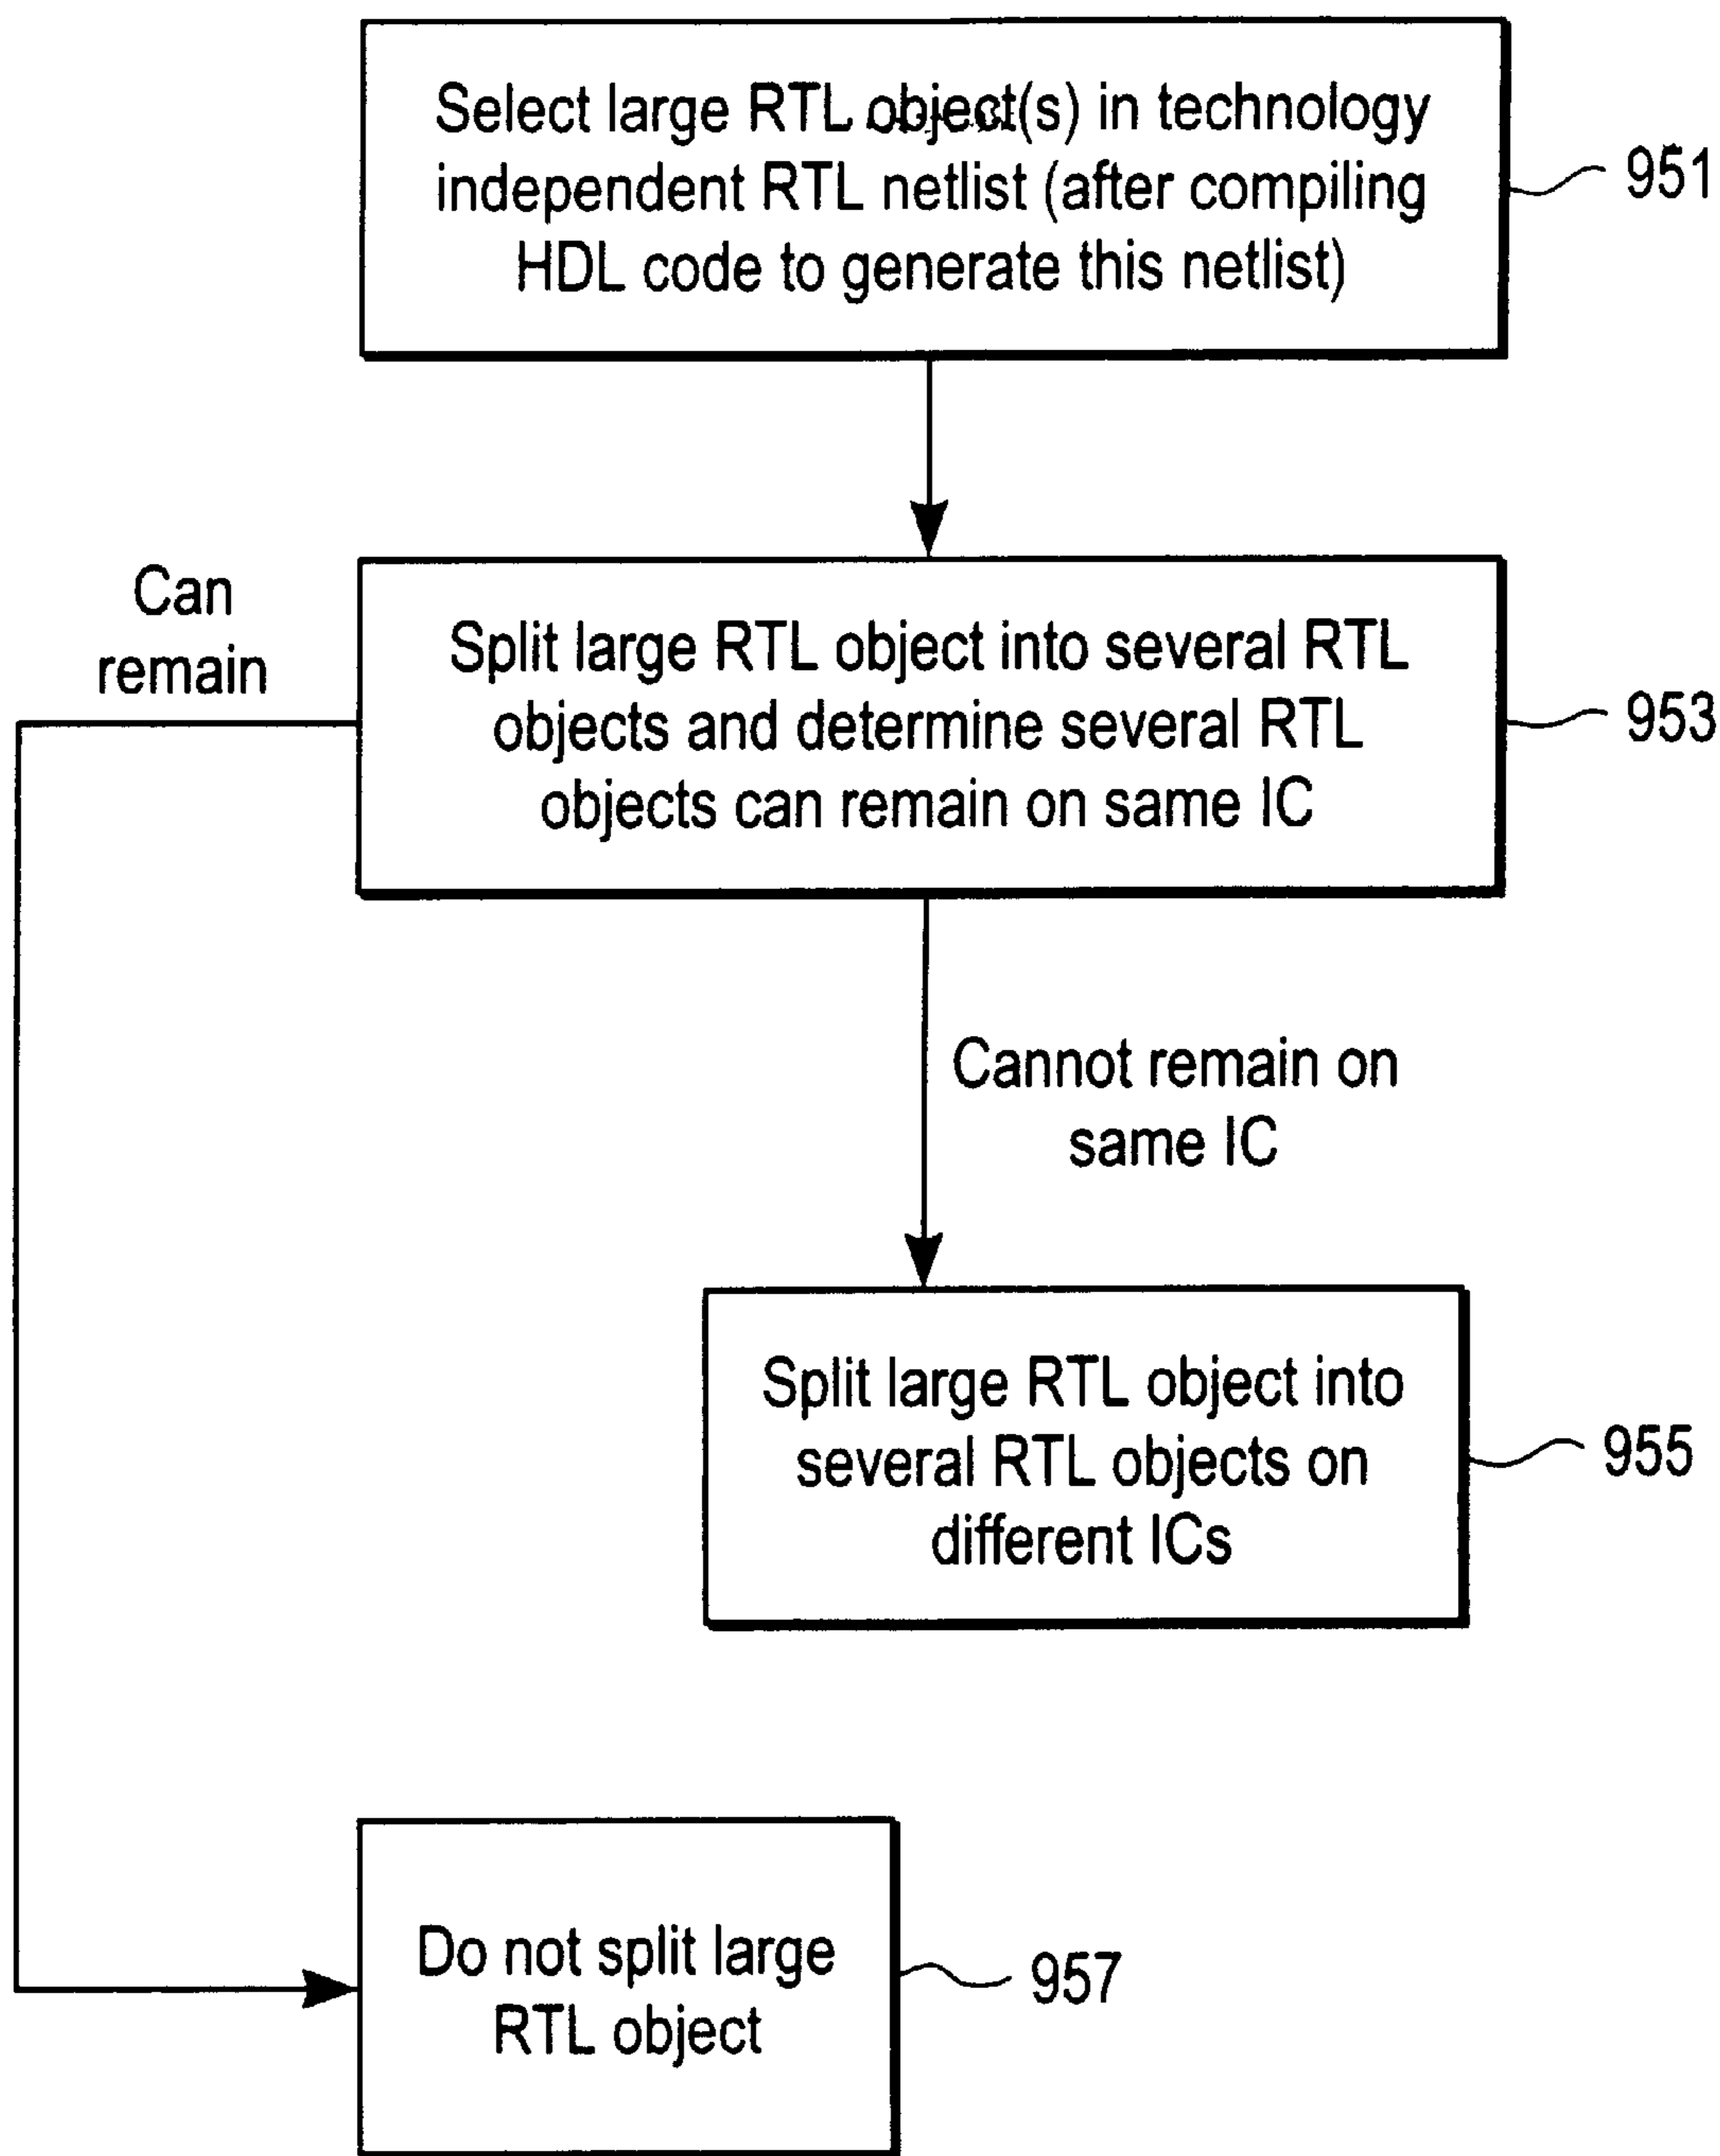 Select large RTL object(s) in technology
independent RTL netlist (after compiling
HDL code to generate this netlist)
951
Can
remain
Split large RTL object into several RTL
objects and determine several RTL
objects can remain on same IC
953
Cannot remain on
same IC
Split large RTL object into
several RTL objects on
different ICs
955
Do not split large
RTL object
957